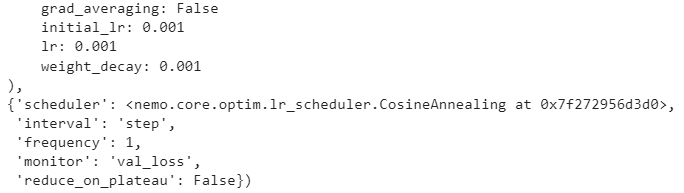 grad_averaging: False
initial_lr: 0.001
lr: 0.001
weight_decay: 0.001
),
{'scheduler': <nemo.core.optim.lr_scheduler.CosineAnnealing at 0x7f272956d3d0>,
'interval': 'step',
'frequency': 1,
'monitor': 'val_loss',
'reduce_on_plateau': False})